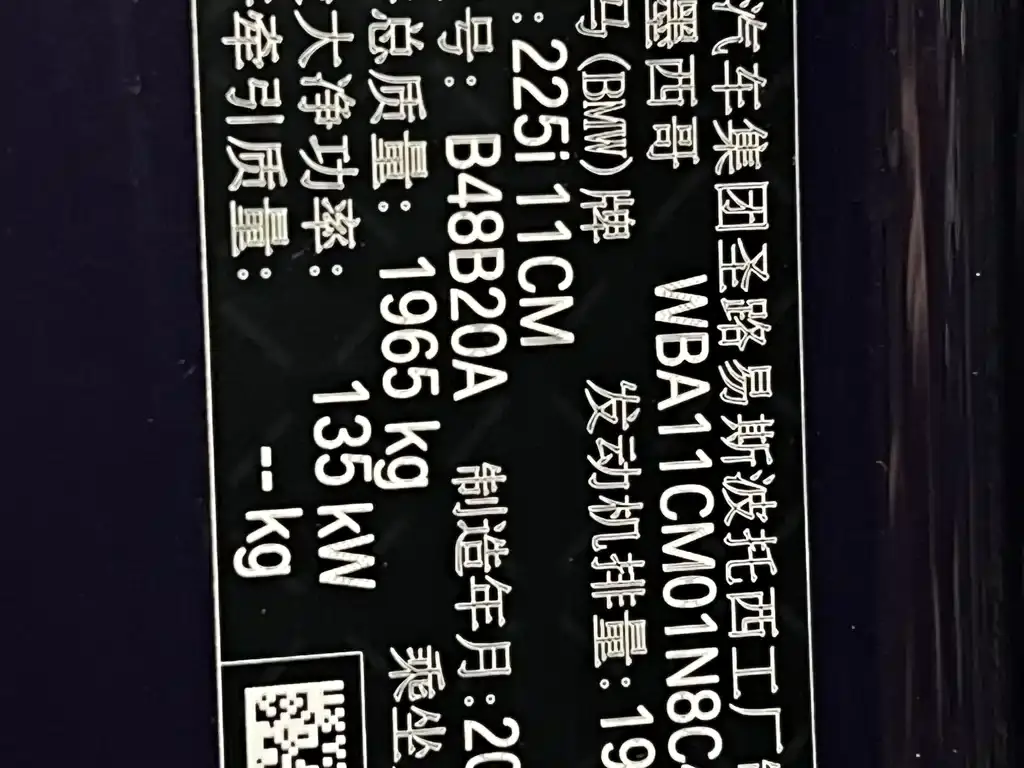 汽车集团圣路易斯波托西工厂
墨西哥 WBA11CM01N8C
马(BMW)牌 发动机排量: 19
: 225i 11CM
号: B48B20A 制造年月: 20
总质量: 1965 kg 乘坐
大净功率: 135 kW
牵引质量: -- kg